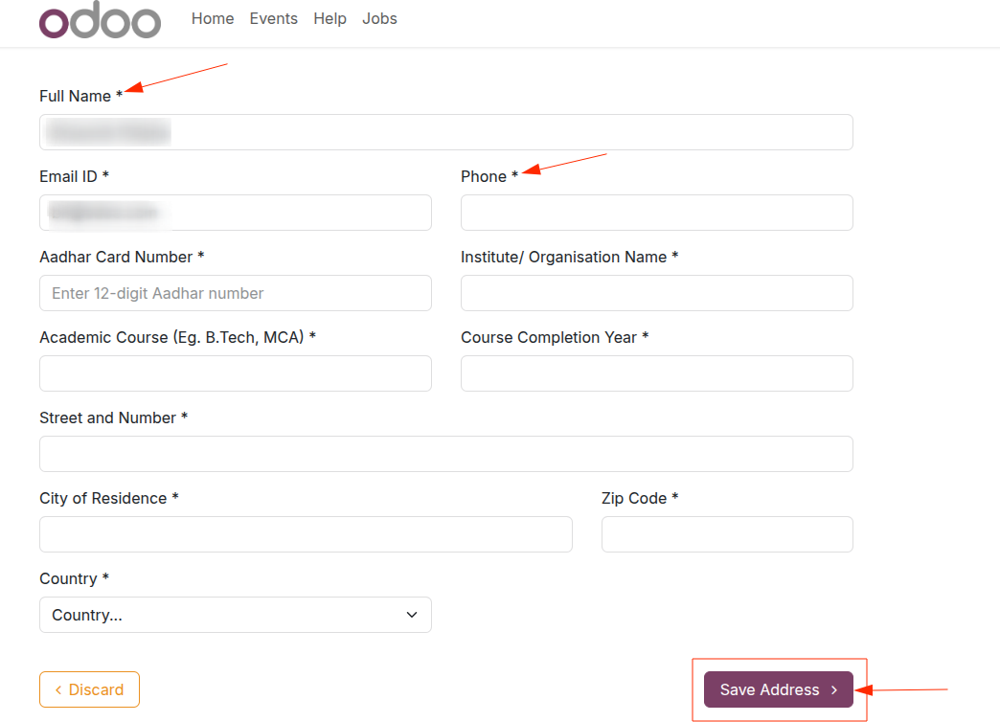 odoo Home Events Help Jobs
Full Name *
Email ID * Phone *
Aadhar Card Number * Institute/ Organisation Name *
Enter 12-digit Aadhar number
Academic Course (Eg. B.Tech, MCA) * Course Completion Year *
Street and Number *
City of Residence * Zip Code *
Country *
Country...
Discard Save Address